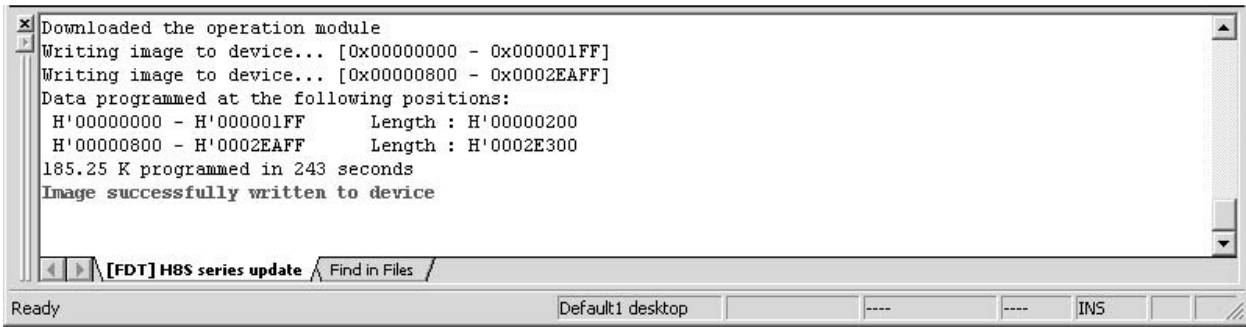 Downloaded the operation module
Writing image to device... [0x00000000 - 0x000001FF]
Writing image to device... [0x00000800 - 0x0002EAFF]
Data programmed at the following positions:
H'00000000 - H'000001FF Length : H'00000200
H'00000800 - H'0002EAFF Length : H'0002E300
185.25 K programmed in 243 seconds
Image successfully written to device
[FDT] H8S series update Find in Files
Ready Default1 desktop ---- ---- INS